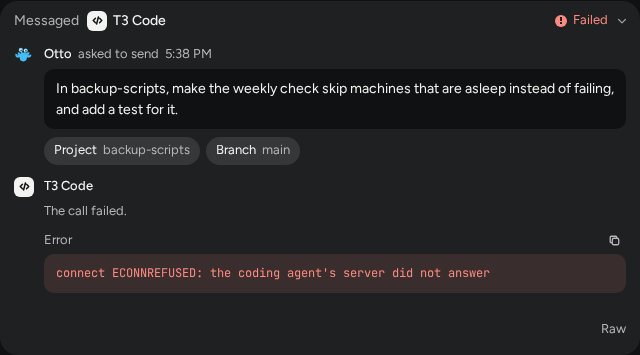 Messaged T3 Code Failed
Otto asked to send 5:38 PM
In backup-scripts, make the weekly check skip machines that are asleep instead of failing,
and add a test for it.
Project backup-scripts Branch main
T3 Code
The call failed.
Error
connect ECONNREFUSED: the coding agent's server did not answer
Raw